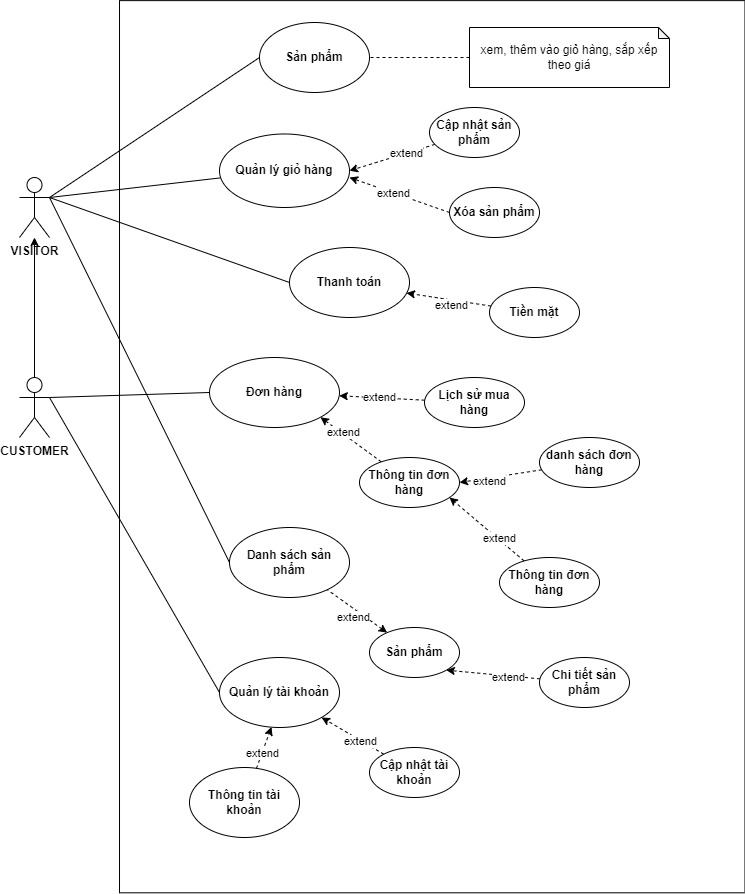 Sản phẩm
xem, thêm vào giỏ hàng, sắp xếp
theo giá
Cập nhật sản
phẩm
extend
Quản lý giỏ hàng
extend
Xóa sản phẩm
VISITOR
Thanh toán
extend
Tiền mặt
Đơn hàng
extend
Lịch sử mua
hàng
extend
CUSTOMER
Thông tin đơn
hàng
extend
danh sách đơn
hàng
extend
Thông tin đơn
hàng
Danh sách sản
phẩm
extend
Sản phẩm
extend
Chi tiết sản
phẩm
Quản lý tài khoản
extend
extend
Cập nhật tài
khoản
Thông tin tài
khoản